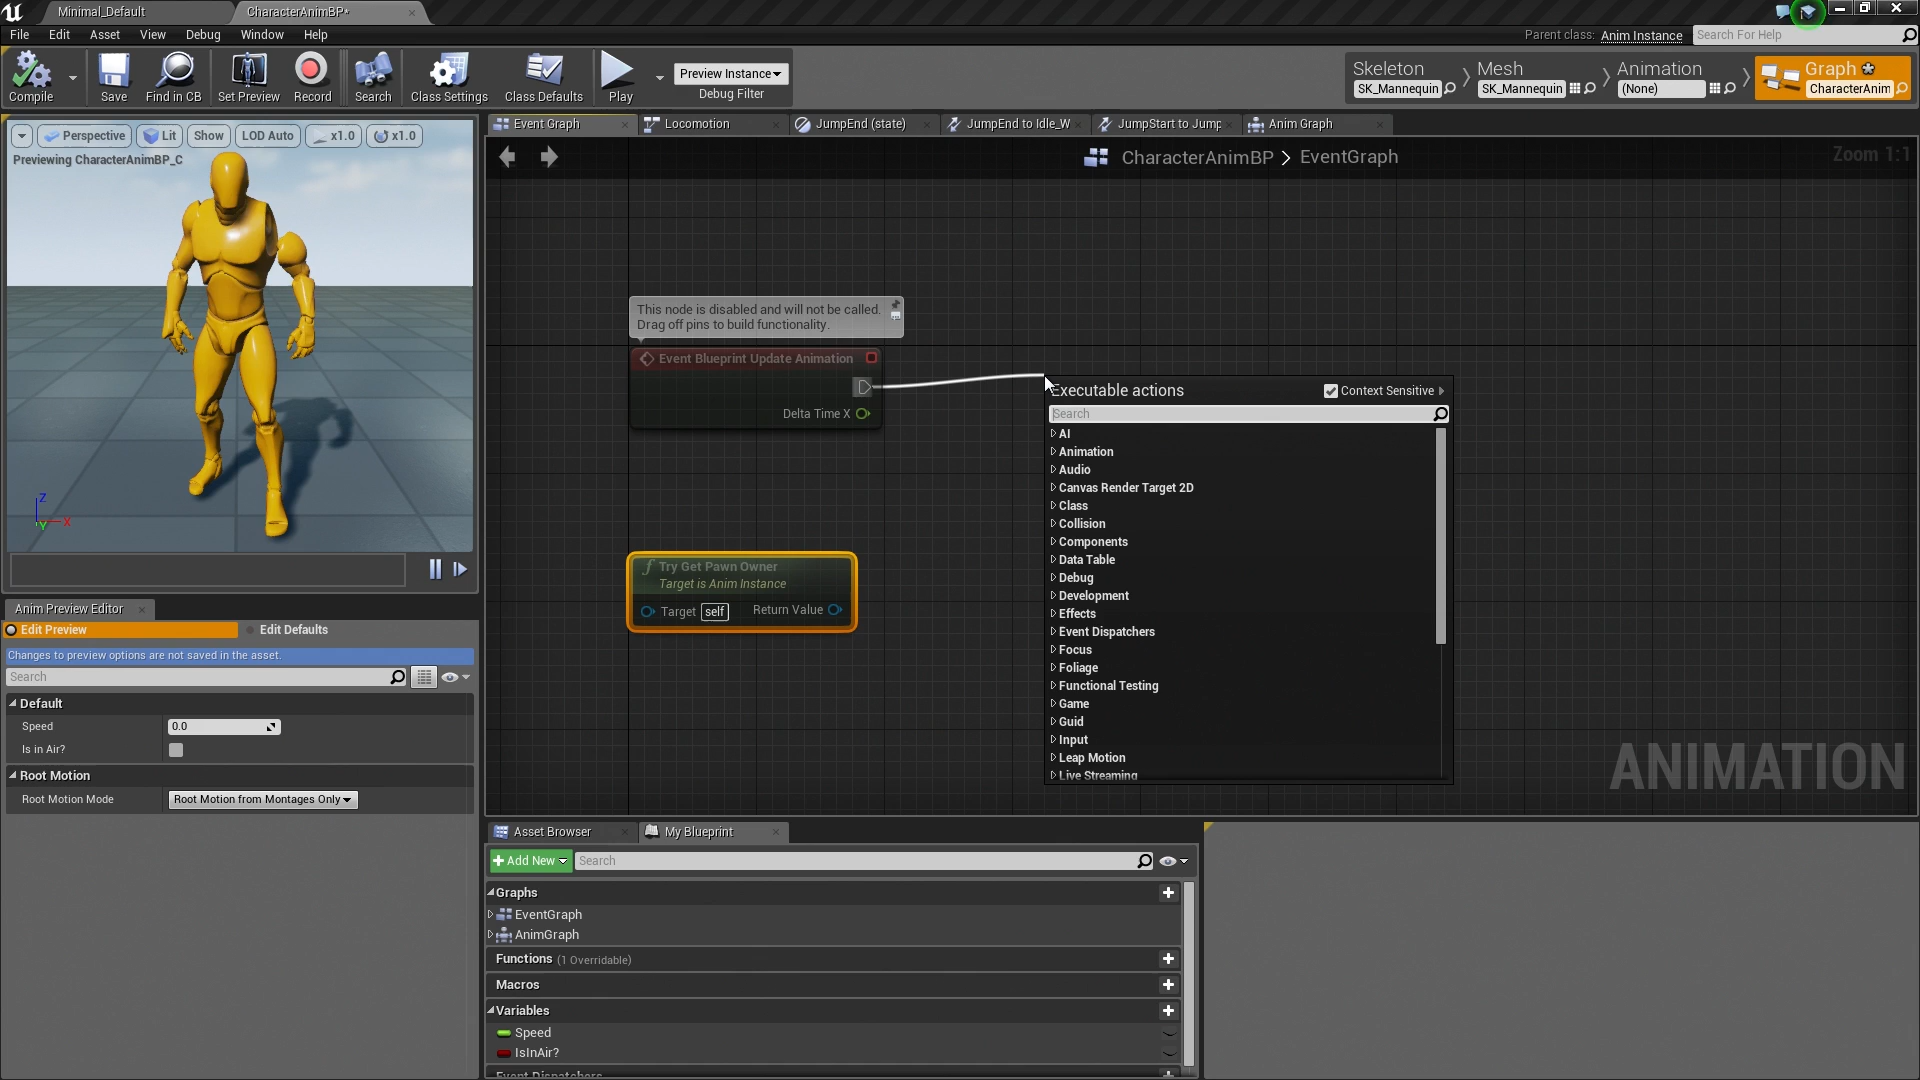 Minimal_Default
CharacterAnimBP*
File Edit Asset View Debug Window Help
Parent class: Anim Instance
Search For Help
Compile
Save
Find in CB
Set Preview
Record
Search
Class Settings
Class Defaults
Play
Preview Instance
Debug Filter
Skeleton
SK_Mannequin
Mesh
SK_Mannequin
Animation
(None)
Graph
CharacterAnim
Perspective
Lit
Show
LOD Auto
x1.0
x1.0
Previewing CharacterAnimBP_C
Z
X
Y
Event Graph
Locomotion
JumpEnd (state)
JumpEnd to Idle_W
JumpStart to Jump
Anim Graph
CharacterAnimBP > EventGraph
Zoom 1:1
This node is disabled and will not be called.
Drag off pins to build functionality.
Event Blueprint Update Animation
Delta Time X
Try Get Pawn Owner
Target is Anim Instance
Target self
Return Value
Executable actions
Context Sensitive
Search
AI
Animation
Audio
Canvas Render Target 2D
Class
Collision
Components
Data Table
Debug
Development
Effects
Event Dispatchers
Focus
Foliage
Functional Testing
Game
Guid
Input
Leap Motion
Live Streaming
ANIMATION
Anim Preview Editor
Edit Preview
Edit Defaults
Changes to preview options are not saved in the asset.
Search
Default
Speed
0.0
Is in Air?
Root Motion
Root Motion Mode
Root Motion from Montages Only
Asset Browser
My Blueprint
Add New
Search
Graphs
EventGraph
AnimGraph
Functions (1 Overridable)
Macros
Variables
Speed
IsInAir?
Event Dispatchers